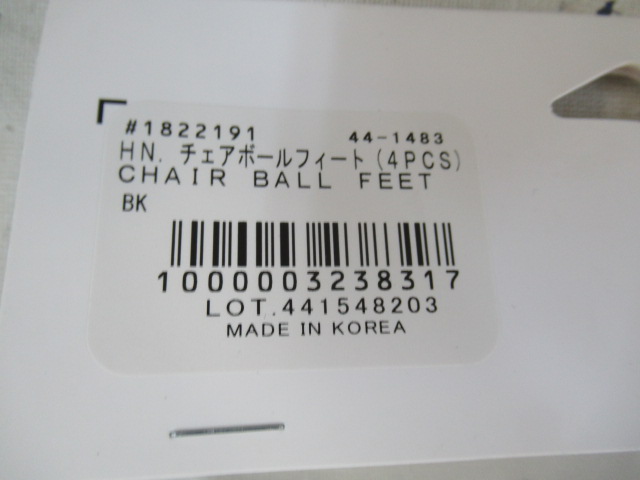 #1822191 44-1483
HN. チェアボールフィート(4PCS)
CHAIR BALL FEET
BK
1000003238317
LOT.441548203
MADE IN KOREA